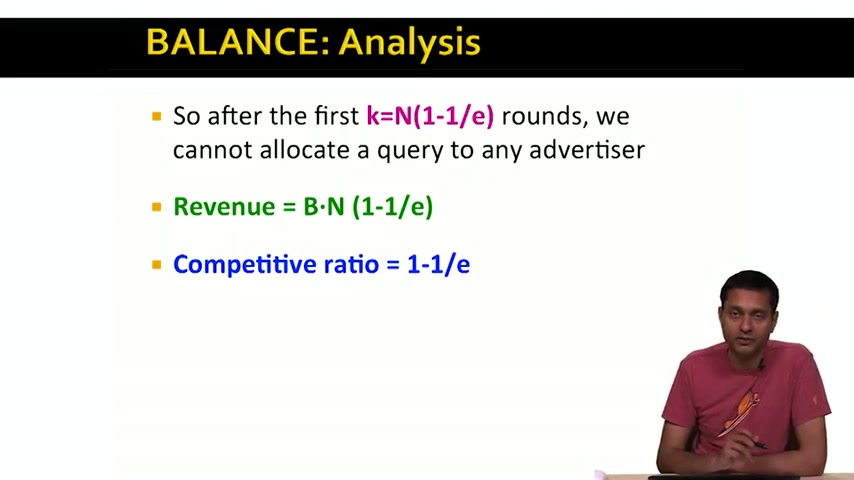 BALANCE: Analysis
So after the first k=N(1-1/e) rounds, we
cannot allocate a query to any advertiser
Revenue = B·N (1-1/e)
Competitive ratio = 1-1/e